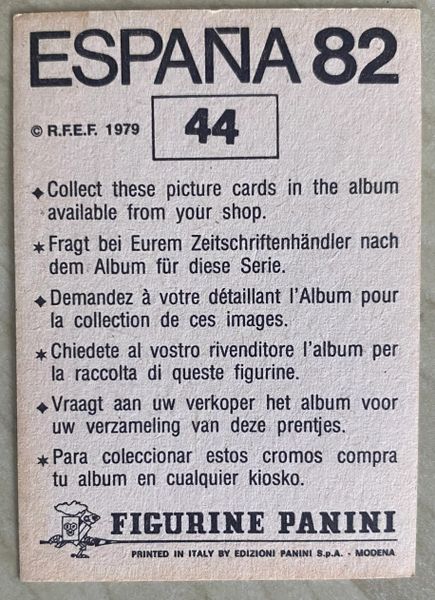 ESPAÑA 82
© R.F.E.F. 1979
44
◆ Collect these picture cards in the album
available from your shop.
✶ Fragt bei Eurem Zeitschriftenhändler nach
dem Album für diese Serie.
◆ Demandez à votre détaillant l'Album pour
la collection de ces images.
✶ Chiedete al vostro rivenditore l'album per
la raccolta di queste figurine.
◆ Vraagt aan uw verkoper het album voor
uw verzameling van deze prentjes.
✶ Para coleccionar estos cromos compra
tu album en cualquier kiosko.
FIGURINE PANINI
PRINTED IN ITALY BY EDIZIONI PANINI S.p.A. - MODENA